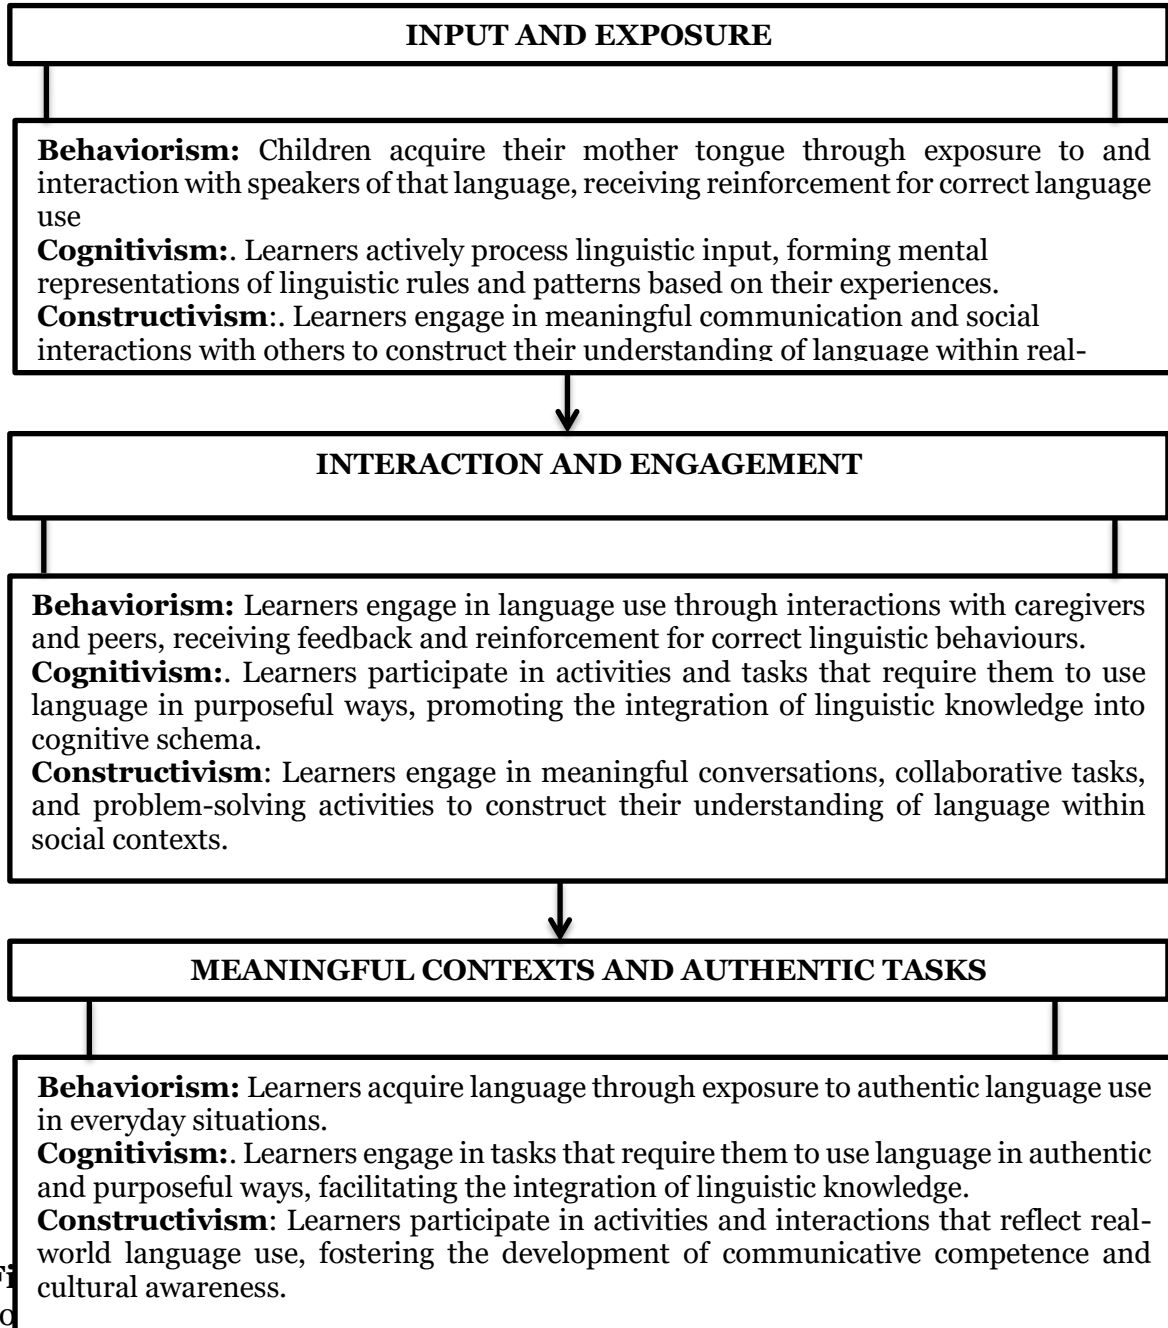 INPUT AND EXPOSURE
Behaviorism: Children acquire their mother tongue through exposure to and
interaction with speakers of that language, receiving reinforcement for correct language
use
Cognitivism:. Learners actively process linguistic input, forming mental
representations of linguistic rules and patterns based on their experiences.
Constructivism:. Learners engage in meaningful communication and social
interactions with others to construct their understanding of language within real-
INTERACTION AND ENGAGEMENT
Behaviorism: Learners engage in language use through interactions with caregivers
and peers, receiving feedback and reinforcement for correct linguistic behaviours.
Cognitivism:. Learners participate in activities and tasks that require them to use
language in purposeful ways, promoting the integration of linguistic knowledge into
cognitive schema.
Constructivism: Learners engage in meaningful conversations, collaborative tasks,
and problem-solving activities to construct their understanding of language within
social contexts.
MEANINGFUL CONTEXTS AND AUTHENTIC TASKS
Behaviorism: Learners acquire language through exposure to authentic language use
in everyday situations.
Cognitivism:. Learners engage in tasks that require them to use language in authentic
and purposeful ways, facilitating the integration of linguistic knowledge.
Constructivism: Learners participate in activities and interactions that reflect real-
world language use, fostering the development of communicative competence and
cultural awareness.